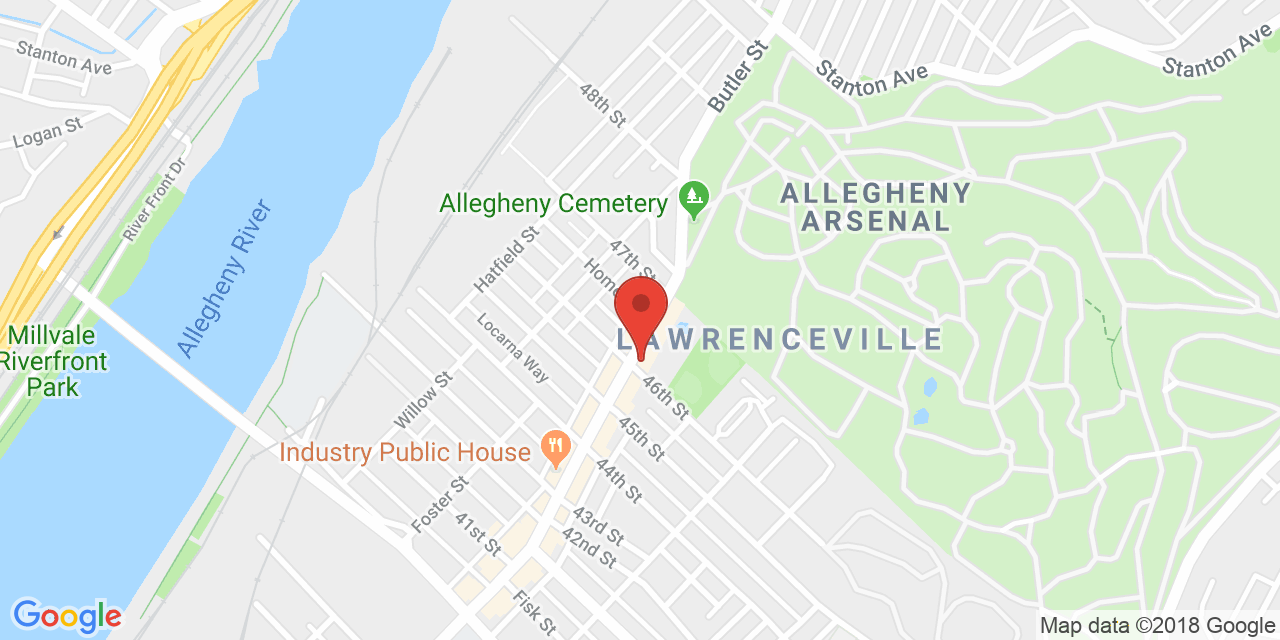 Stanton Ave
Butler St
Stanton Ave
Stanton Ave
48th St
Logan St
River Front Dr
Allegheny Cemetery
ALLEGHENY
ARSENAL
Allegheny River
Hatfield St
47th St
Home
LAWRENCEVILLE
Millvale
Riverfront
Park
Locarna Way
Willow St
46th St
45th St
Industry Public House
44th St
Foster St
43rd St
41st St
42nd St
Fisk St
Google
Map data ©2018 Google